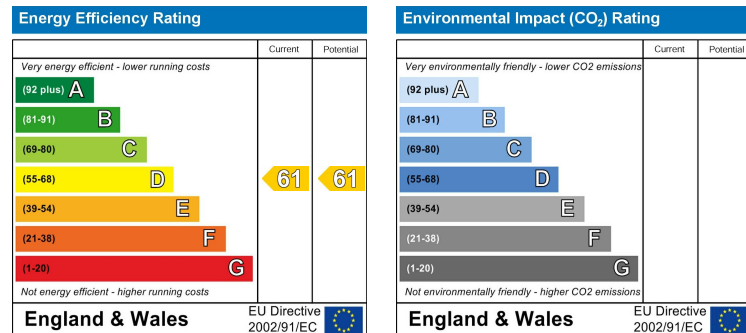 Energy Efficiency Rating
Current Potential
Very energy efficient - lower running costs
(92 plus) A
(81-91) B
(69-80) C
(55-68) D 61 61
(39-54) E
(21-38) F
(1-20) G
Not energy efficient - higher running costs
England & Wales
EU Directive
2002/91/EC
Environmental Impact (CO₂) Rating
Current Potential
Very environmentally friendly - lower CO2 emissions
(92 plus) A
(81-91) B
(69-80) C
(55-68) D
(39-54) E
(21-38) F
(1-20) G
Not environmentally friendly - higher CO2 emissions
England & Wales
EU Directive
2002/91/EC